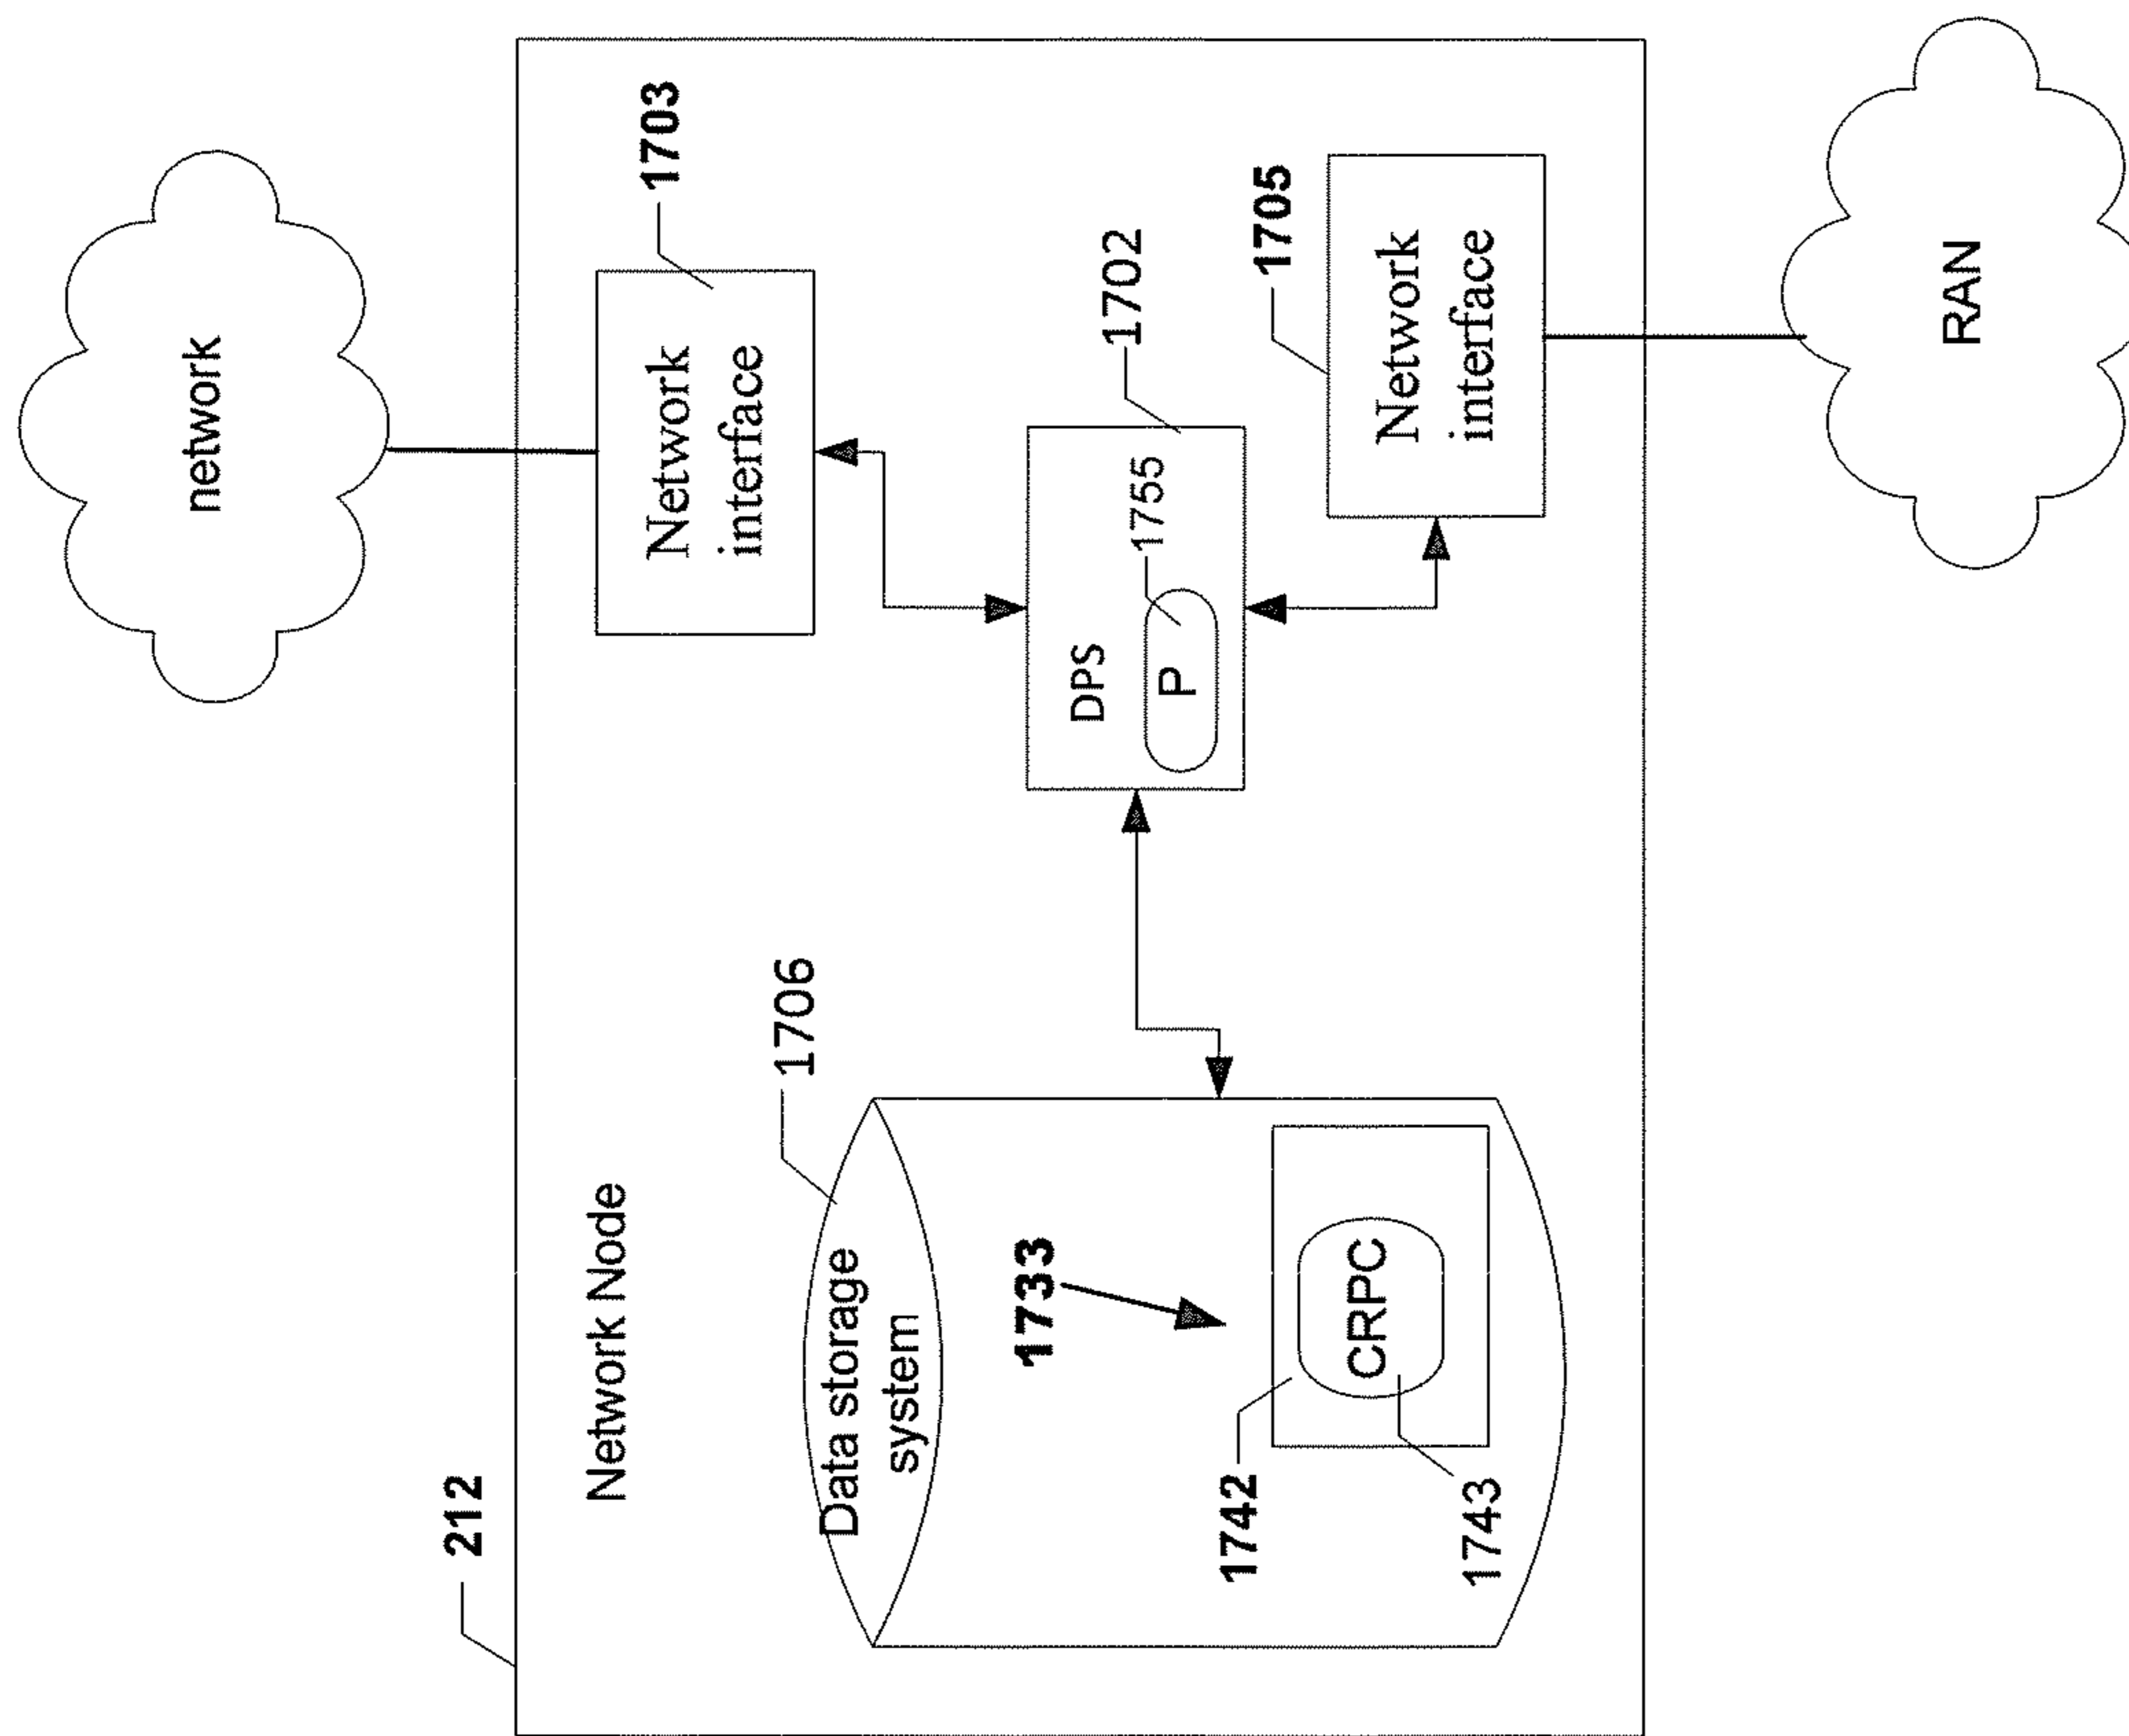 212
Network Node
Data storage
system
1706
1733
1742
CRPC
1743
network
1703
Network
interface
1702
DPS
1755
P
1705
Network
interface
RAN